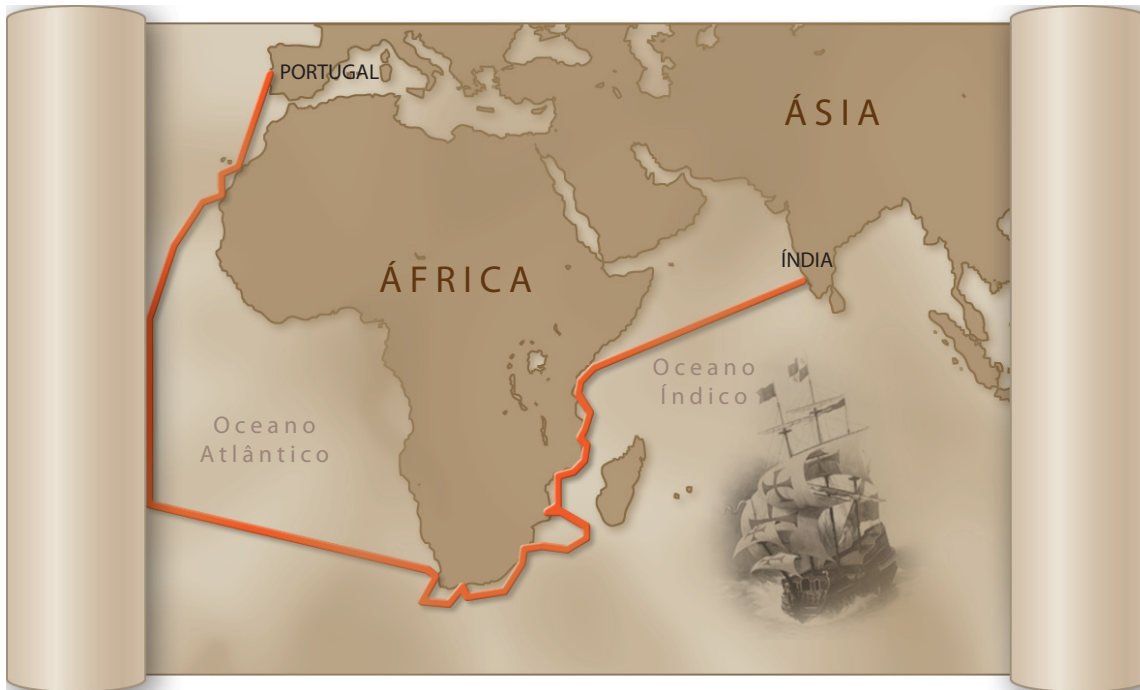 PORTUGAL
ÁSIA
ÍNDIA
ÁFRICA
Oceano
Índico
Oceano
Atlântico